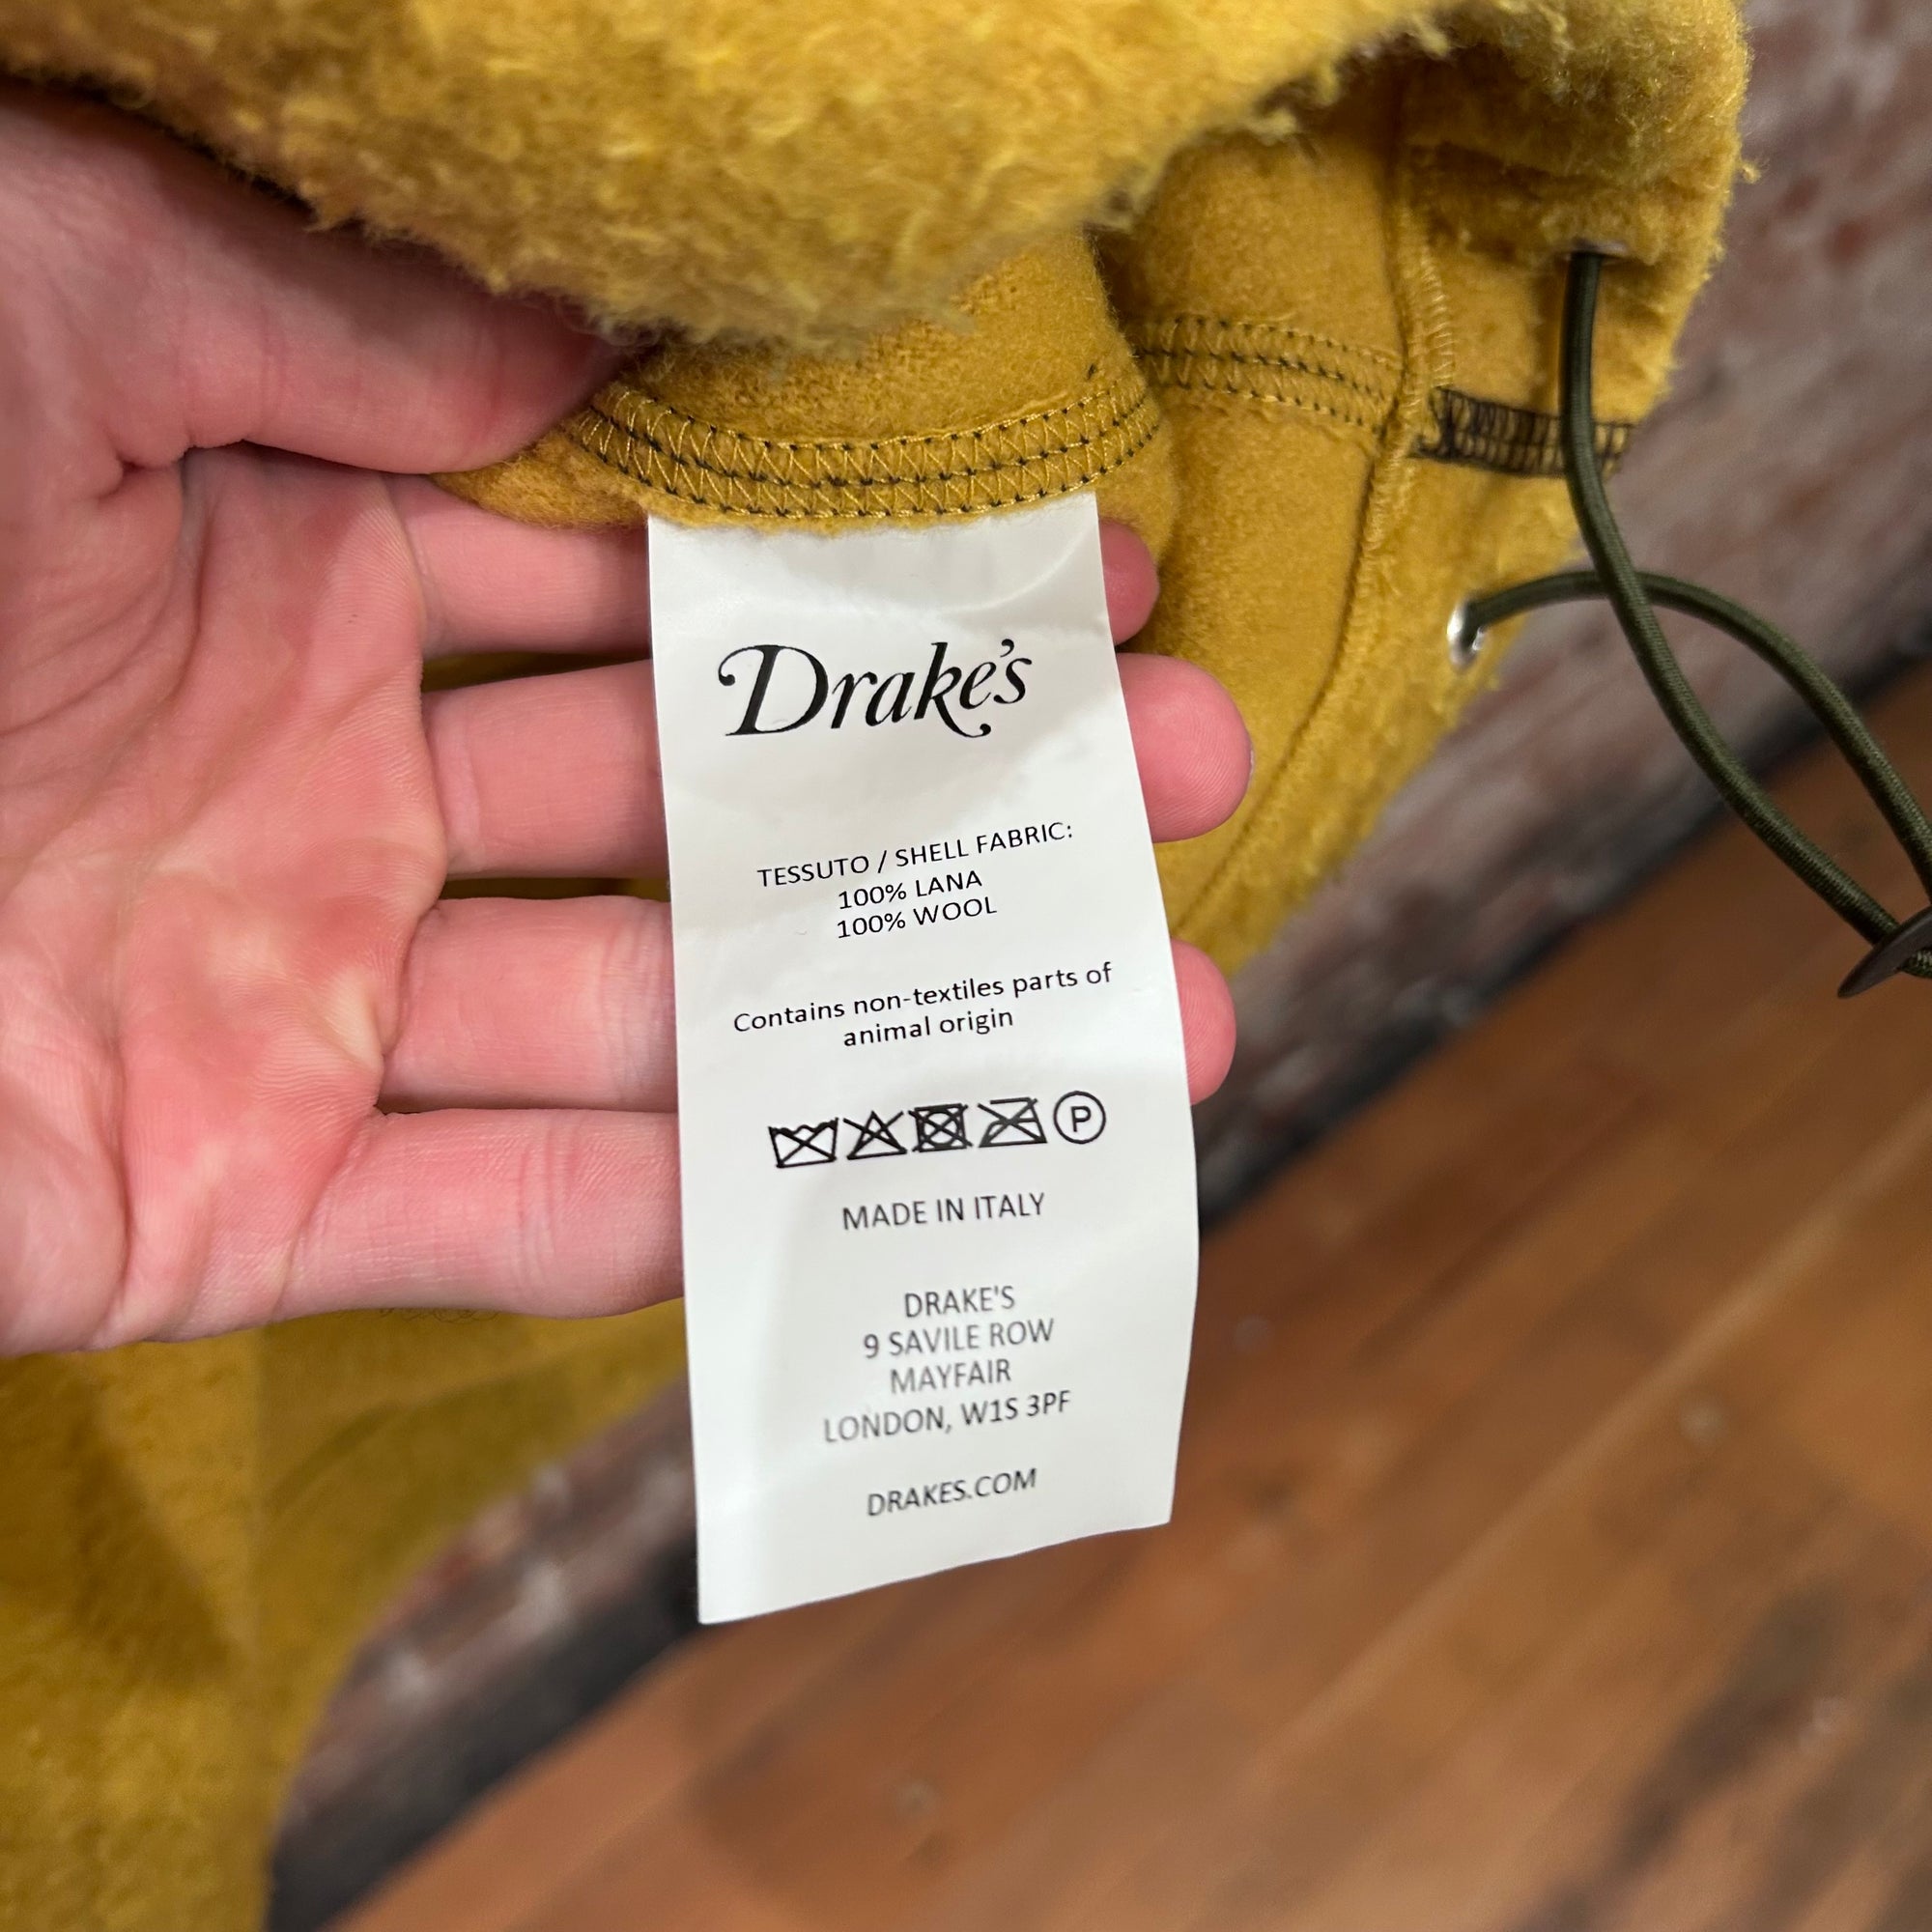 Drake's
TESSUTO / SHELL FABRIC:
100% LANA
100% WOOL
Contains non-textiles parts of
animal origin
P
MADE IN ITALY
DRAKE'S
9 SAVILE ROW
MAYFAIR
LONDON, W1S 3PF
DRAKES.COM